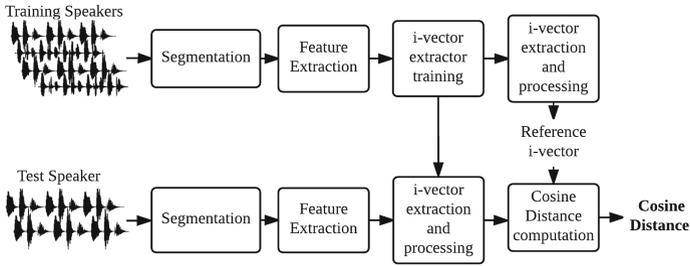 Training Speakers
Segmentation
Feature
Extraction
i-vector
extractor
training
i-vector
extraction
and
processing
Reference
i-vector
Test Speaker
Segmentation
Feature
Extraction
i-vector
extraction
and
processing
Cosine
Distance
computation
Cosine
Distance